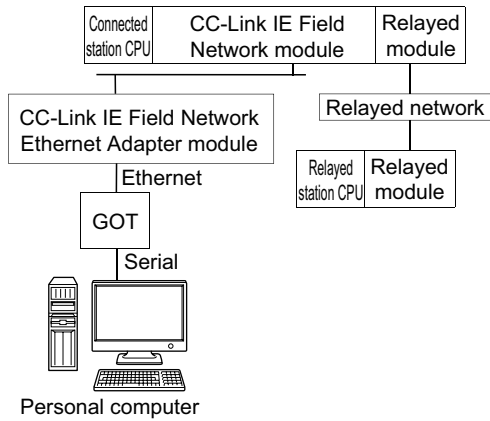 Connected
station CPU
CC-Link IE Field
Network module
Relayed
module
CC-Link IE Field Network
Ethernet Adapter module
Relayed network
Relayed
station CPU
Relayed
module
Ethernet
GOT
Serial
Personal computer